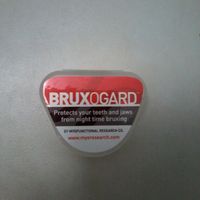 BRUXOGARD
Protects your teeth and jaws
from night time bruxing
BY MYOFUNCTIONAL RESEARCH CO.
www.myoresearch.com